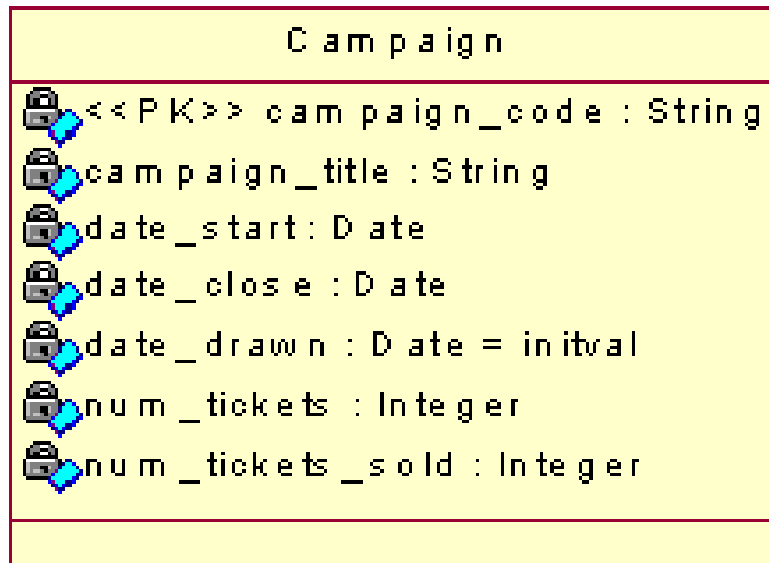 Campaign
<<PK>> campaign_code : String
campaign_title : String
date_start : Date
date_close : Date
date_drawn : Date = initval
num_tickets : Integer
num_tickets_sold : Integer